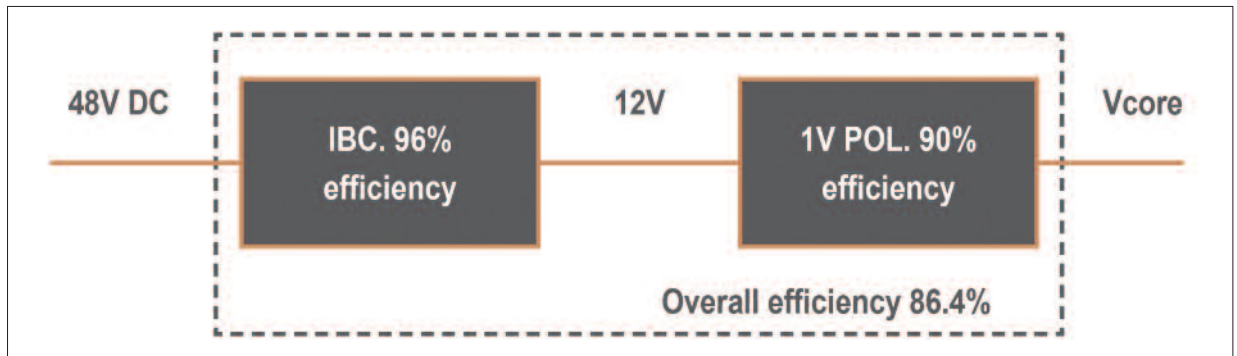 48V DC
IBC. 96%
efficiency
12V
1V POL. 90%
efficiency
Vcore
Overall efficiency 86.4%